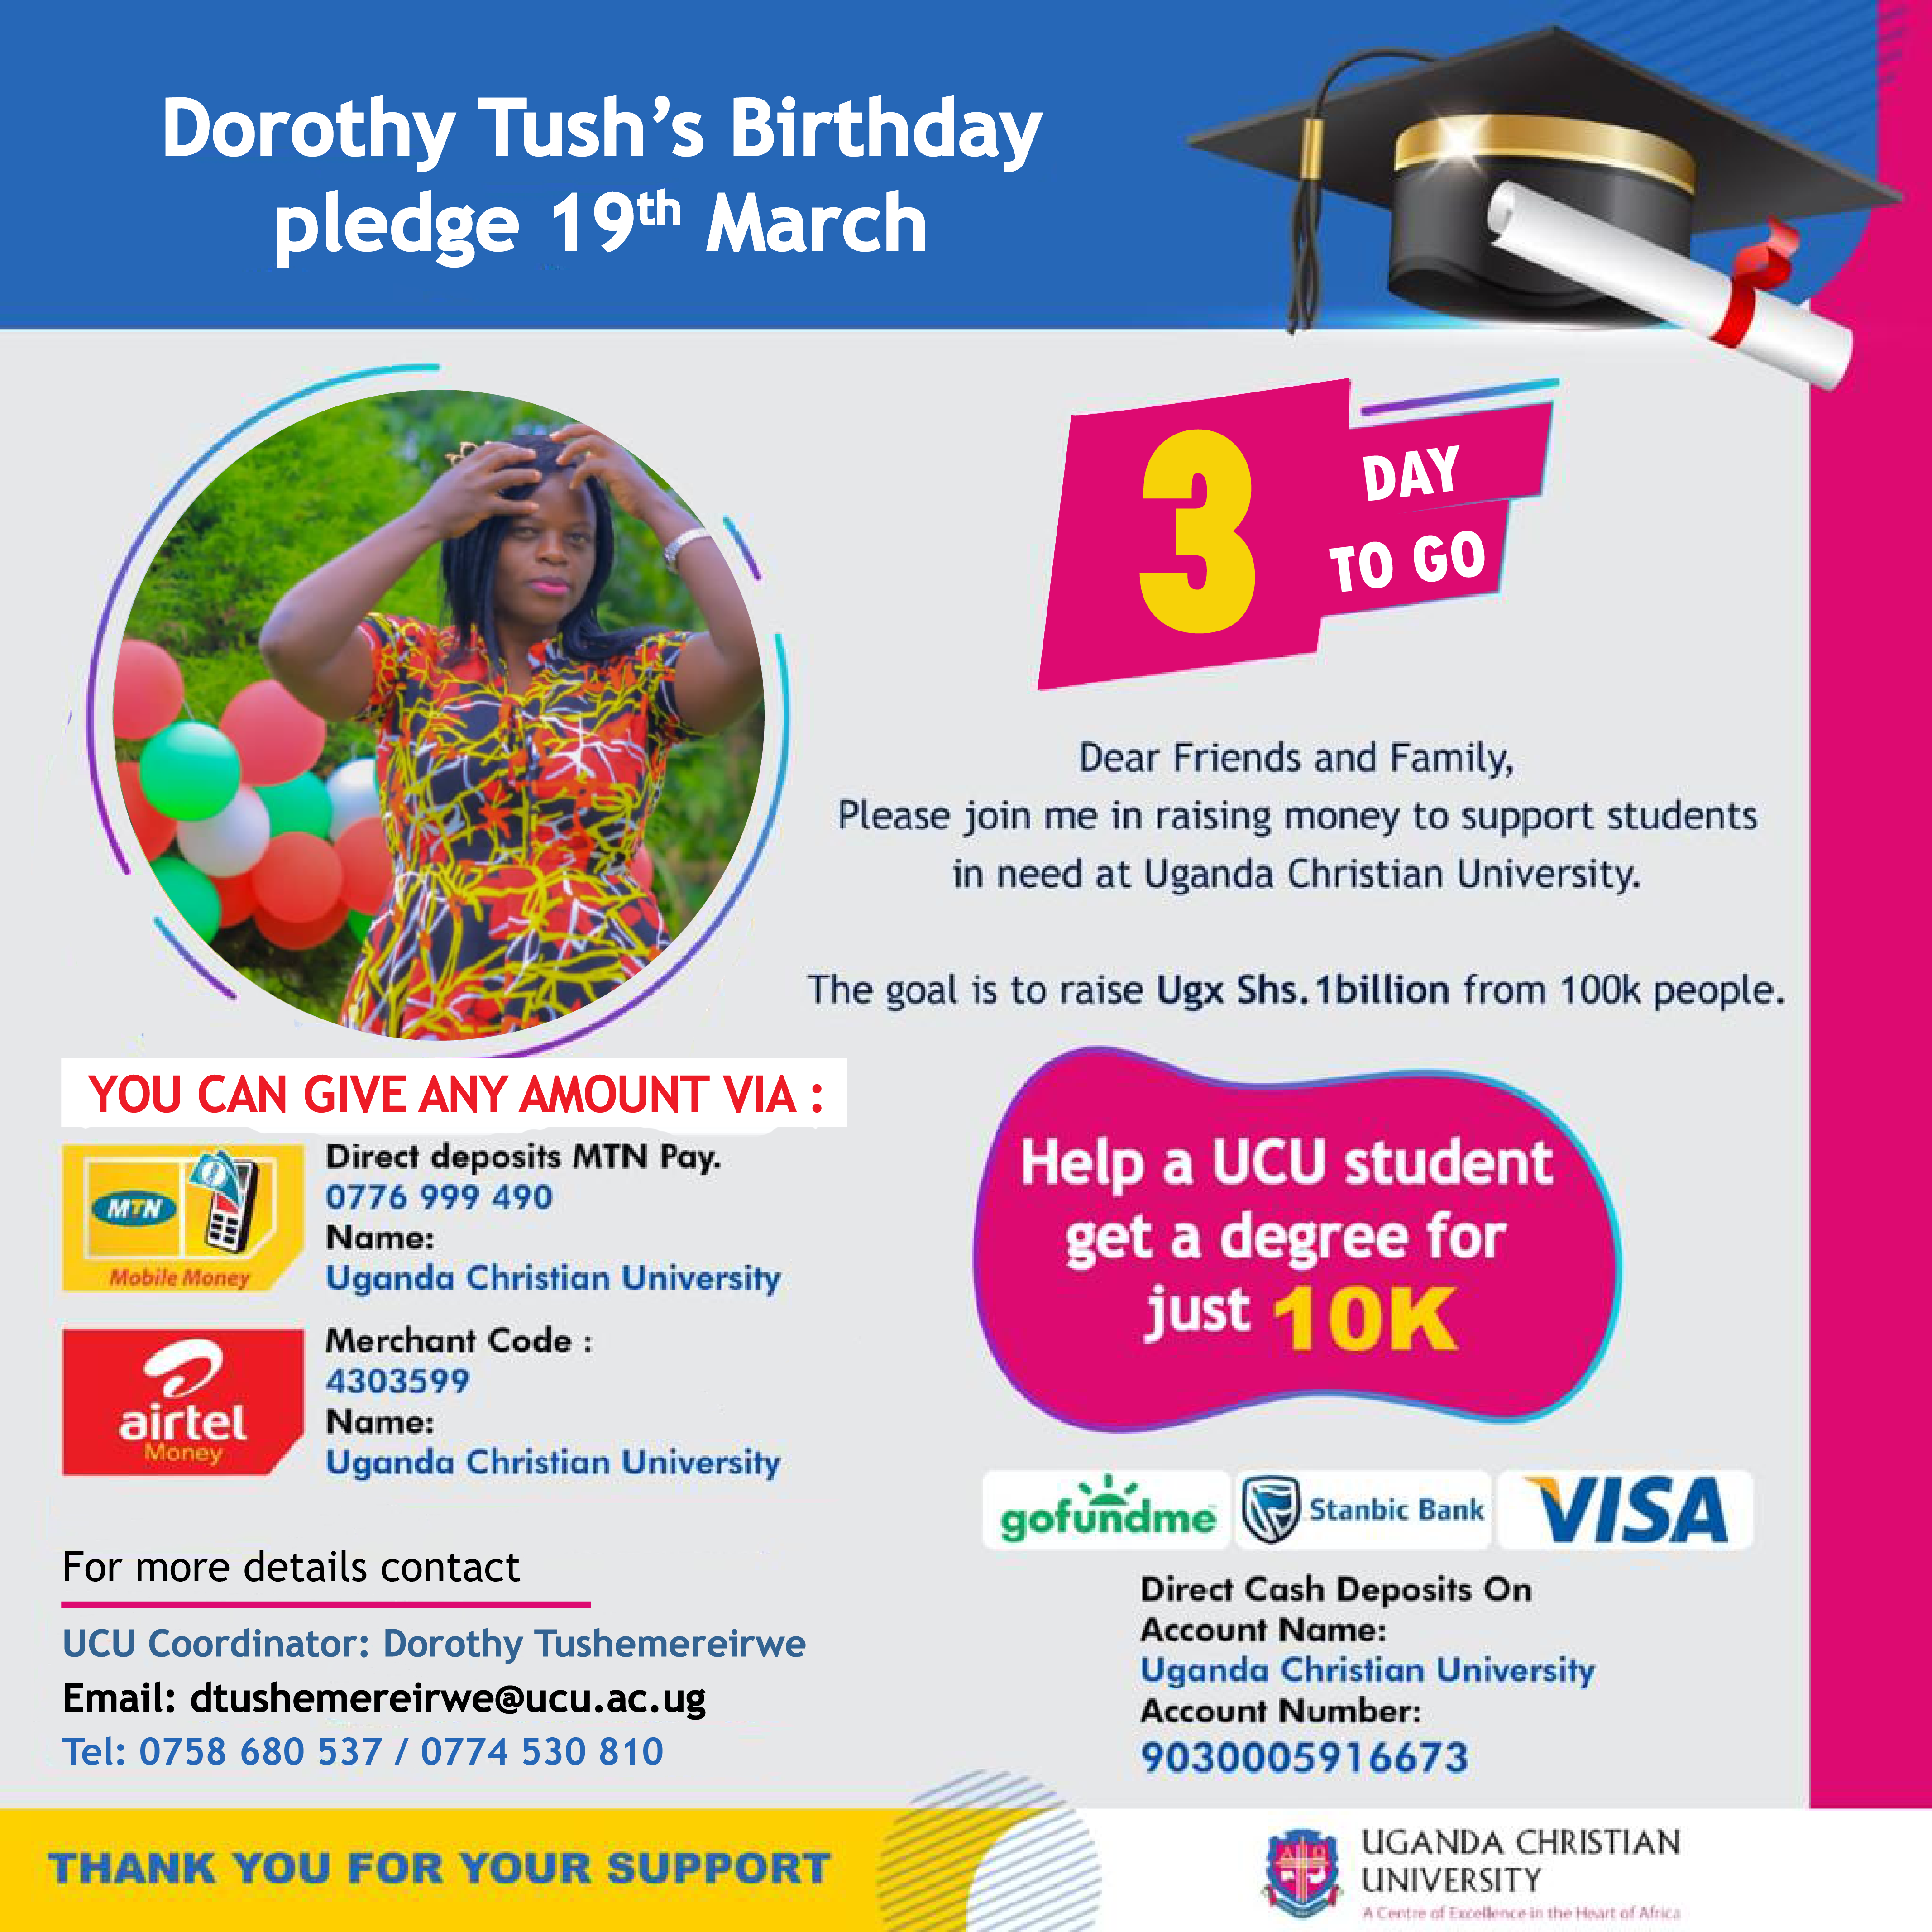 Dorothy Tush’s Birthday
pledge 19th March
3
DAY
TO GO
Dear Friends and Family,
Please join me in raising money to support students
in need at Uganda Christian University.
The goal is to raise Ugx Shs.1billion from 100k people.
YOU CAN GIVE ANY AMOUNT VIA :
MTN
Mobile Money
Direct deposits MTN Pay.
0776 999 490
Name:
Uganda Christian University
airtel
Money
Merchant Code :
4303599
Name:
Uganda Christian University
Help a UCU student
get a degree for
just 10K
gofundme
Stanbic Bank
VISA
Direct Cash Deposits On
Account Name:
Uganda Christian University
Account Number:
9030005916673
For more details contact
UCU Coordinator: Dorothy Tushemereirwe
Email: dtushemereirwe@ucu.ac.ug
Tel: 0758 680 537 / 0774 530 810
THANK YOU FOR YOUR SUPPORT
UGANDA CHRISTIAN
UNIVERSITY
A Centre of Excellence in the Heart of Africa